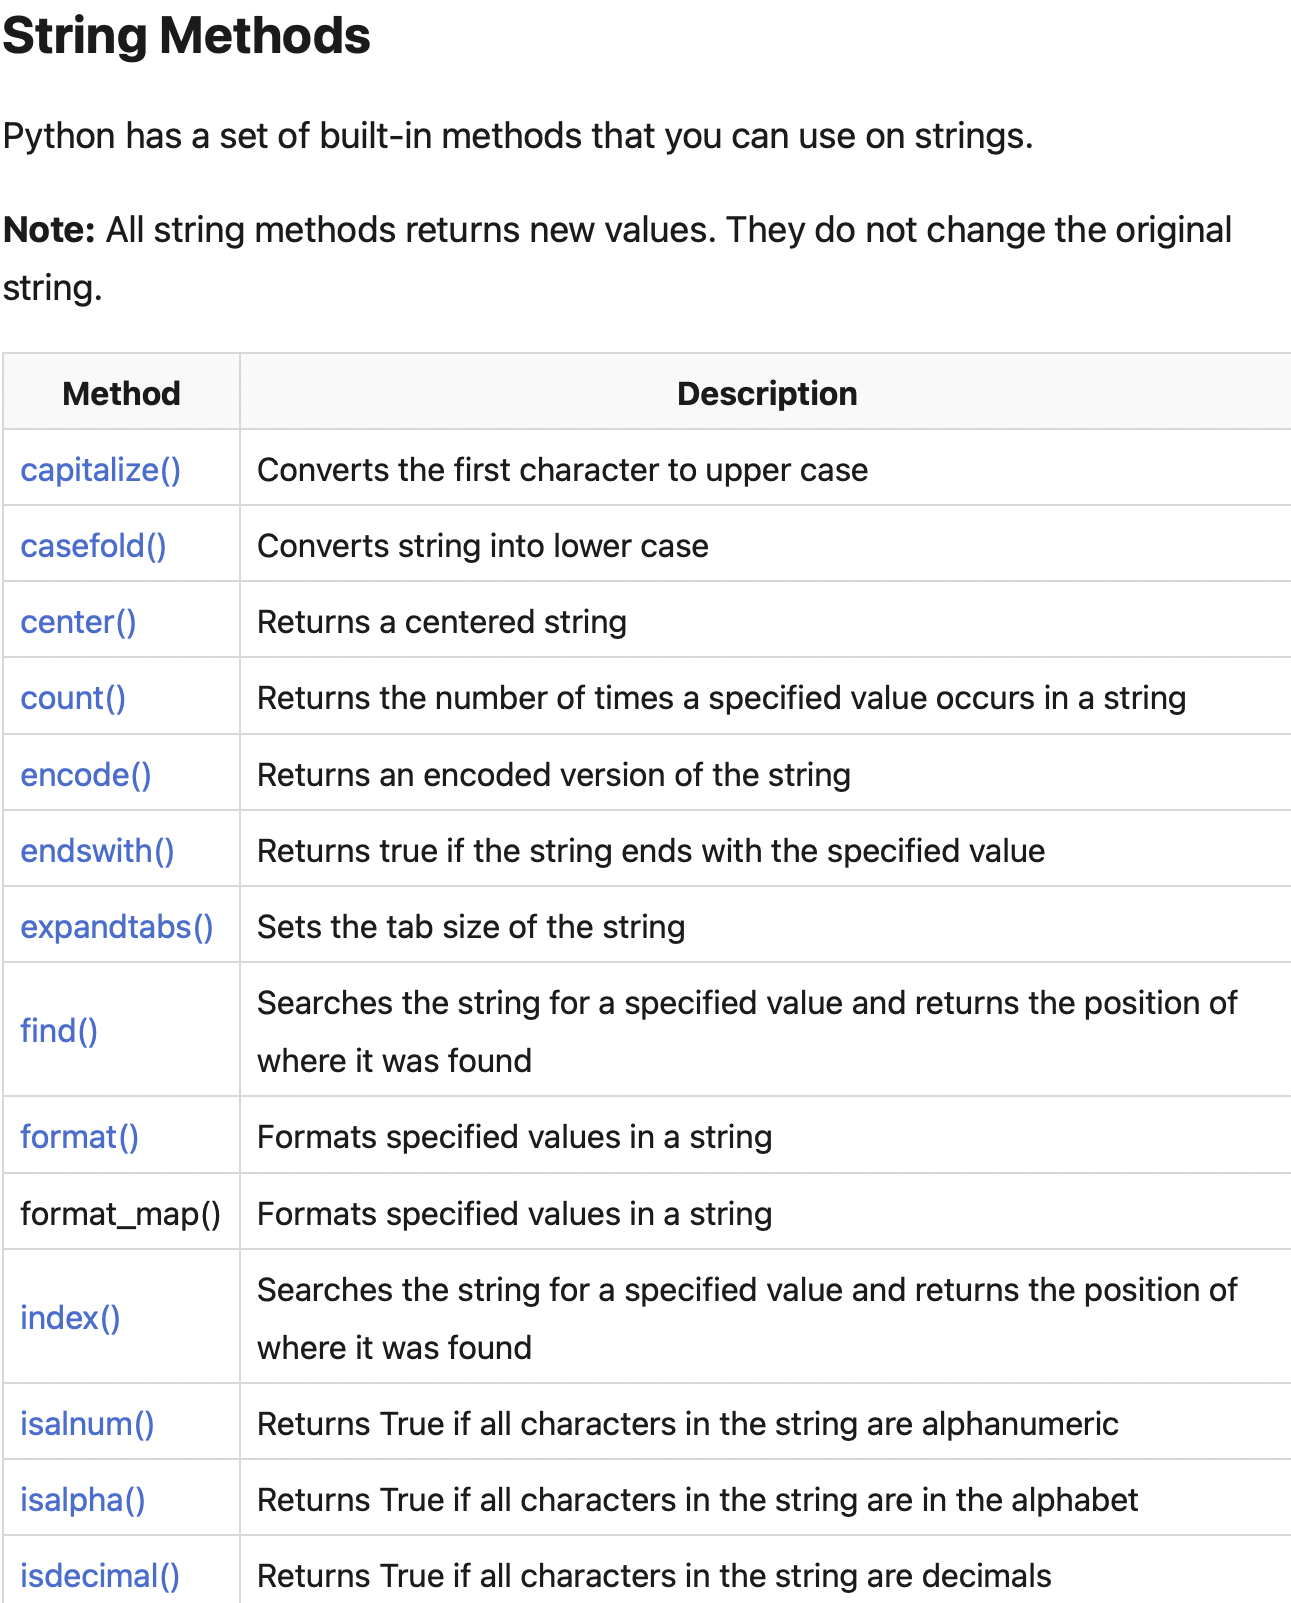 String Methods
Python has a set of built-in methods that you can use on strings.
Note: All string methods returns new values. They do not change the original
string.
Method Description
capitalize() Converts the first character to upper case
casefold() Converts string into lower case
center() Returns a centered string
count() Returns the number of times a specified value occurs in a string
encode() Returns an encoded version of the string
endswith() Returns true if the string ends with the specified value
expandtabs() Sets the tab size of the string
find() Searches the string for a specified value and returns the position of
where it was found
format() Formats specified values in a string
format_map() Formats specified values in a string
index() Searches the string for a specified value and returns the position of
where it was found
isalnum() Returns True if all characters in the string are alphanumeric
isalpha() Returns True if all characters in the string are in the alphabet
isdecimal() Returns True if all characters in the string are decimals